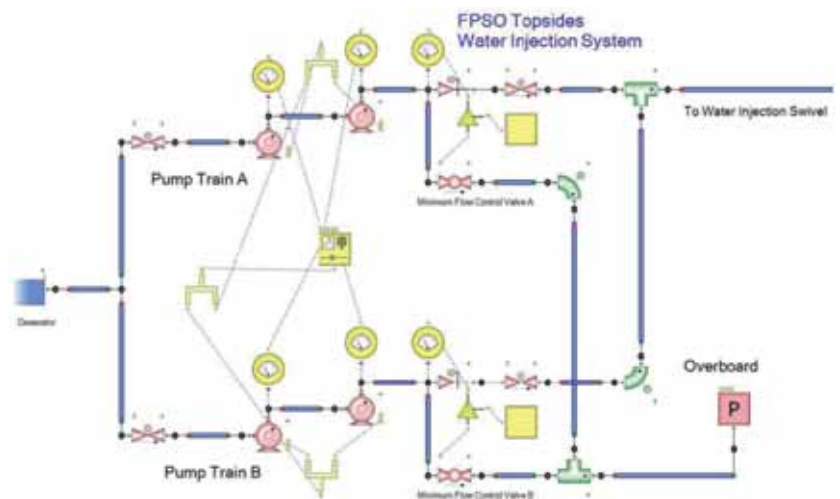 FPSO Topsides
Water Injection System
To Water Injection Swivel
Pump Train A
Minimum Flow Control Valve A
Deaerator
Overboard
P
Pump Train B
Minimum Flow Control Valve B